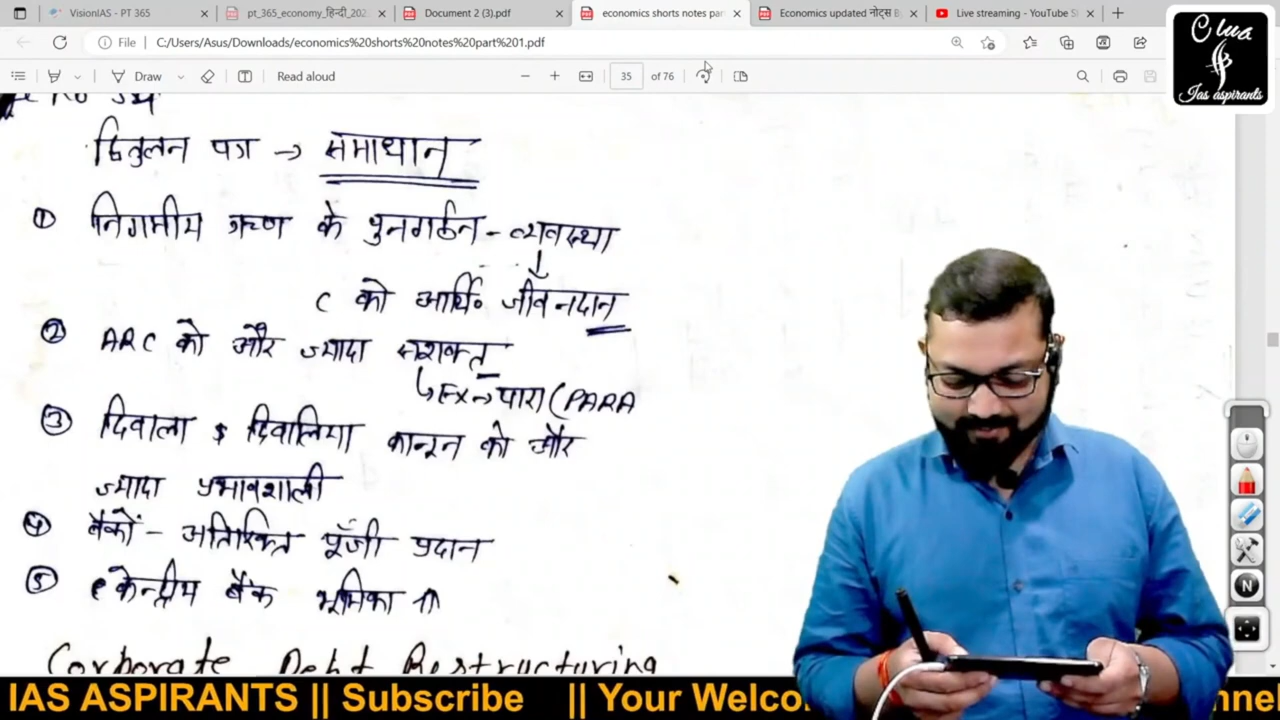 VisionIAS - PT 365
pt_365_economy_हिन्दी_202
Document 2 (3).pdf
economics shorts notes par
Economics updated नोट्स B
Live streaming - YouTube S
File C:/Users/Asus/Downloads/economics%20shorts%20notes%20part%201.pdf
Draw Read aloud 35 of 76
Clua
Ias aspirants
द्वितुलन पत्र → समाधान
① निगमीय ऋण के पुनगर्ठन - व्यवस्था
↓
C को आर्थि॰ जीवनदान
② ARC को और ज्यादा सशक्त
↳ Ex → पारा (PARA
③ दिवाला $ दिवालिया कानून को और
ज्यादा प्रभावशाली
④ बैंकों - अतिरिक्त पूँजी प्रदान
⑤ केन्द्रीय बैंक भूमिका ↑↑
Corporate Debt Restructuring
N
IAS ASPIRANTS || Subscribe || Your Welco nnel